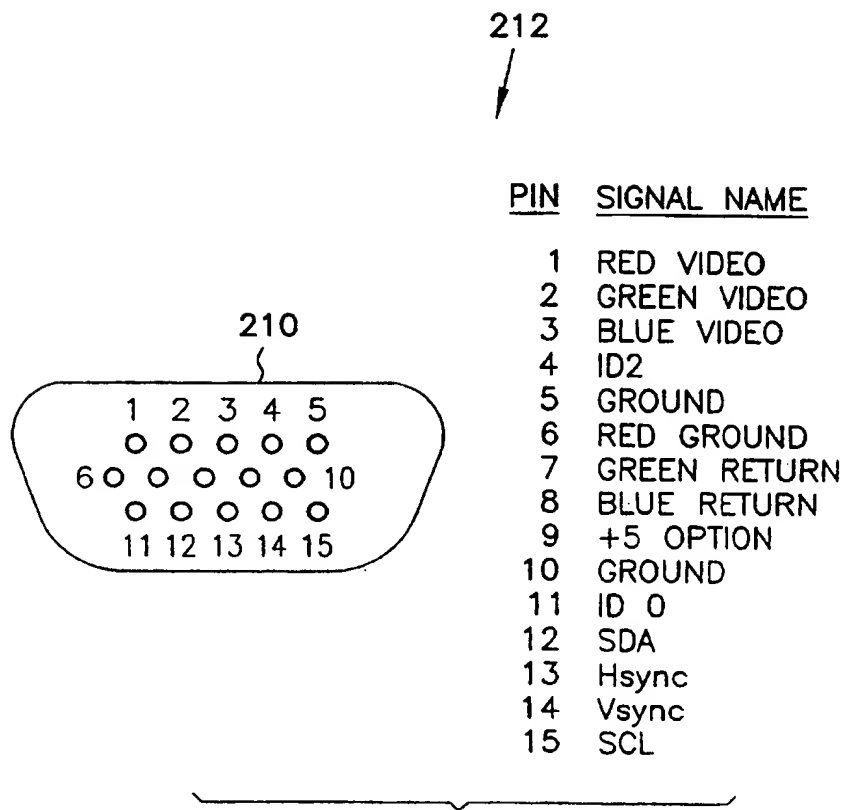 212
PIN SIGNAL NAME
1 RED VIDEO
2 GREEN VIDEO
3 BLUE VIDEO
4 ID2
5 GROUND
6 RED GROUND
7 GREEN RETURN
8 BLUE RETURN
9 +5 OPTION
10 GROUND
11 ID 0
12 SDA
13 Hsync
14 Vsync
15 SCL
210
1 2 3 4 5
6 10
11 12 13 14 15